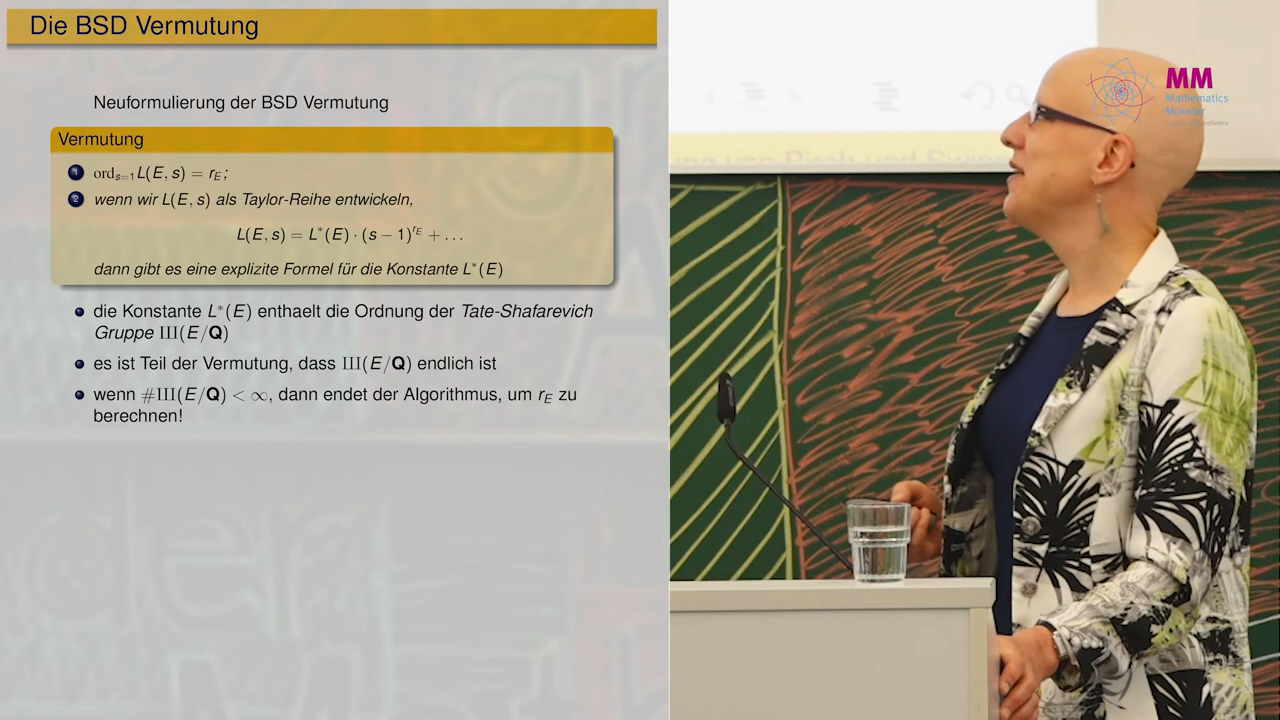 Die BSD Vermutung
Neuformulierung der BSD Vermutung
Vermutung
1 ord_{s=1} L(E, s) = r_E;
2 wenn wir L(E, s) als Taylor-Reihe entwickeln,
L(E, s) = L*(E) · (s − 1)^{r_E} + . . .
dann gibt es eine explizite Formel für die Konstante L*(E)
die Konstante L*(E) enthaelt die Ordnung der Tate-Shafarevich
Gruppe III(E/Q)
es ist Teil der Vermutung, dass III(E/Q) endlich ist
wenn #III(E/Q) < ∞, dann endet der Algorithmus, um r_E zu
berechnen!
MM
Mathematics
Münster